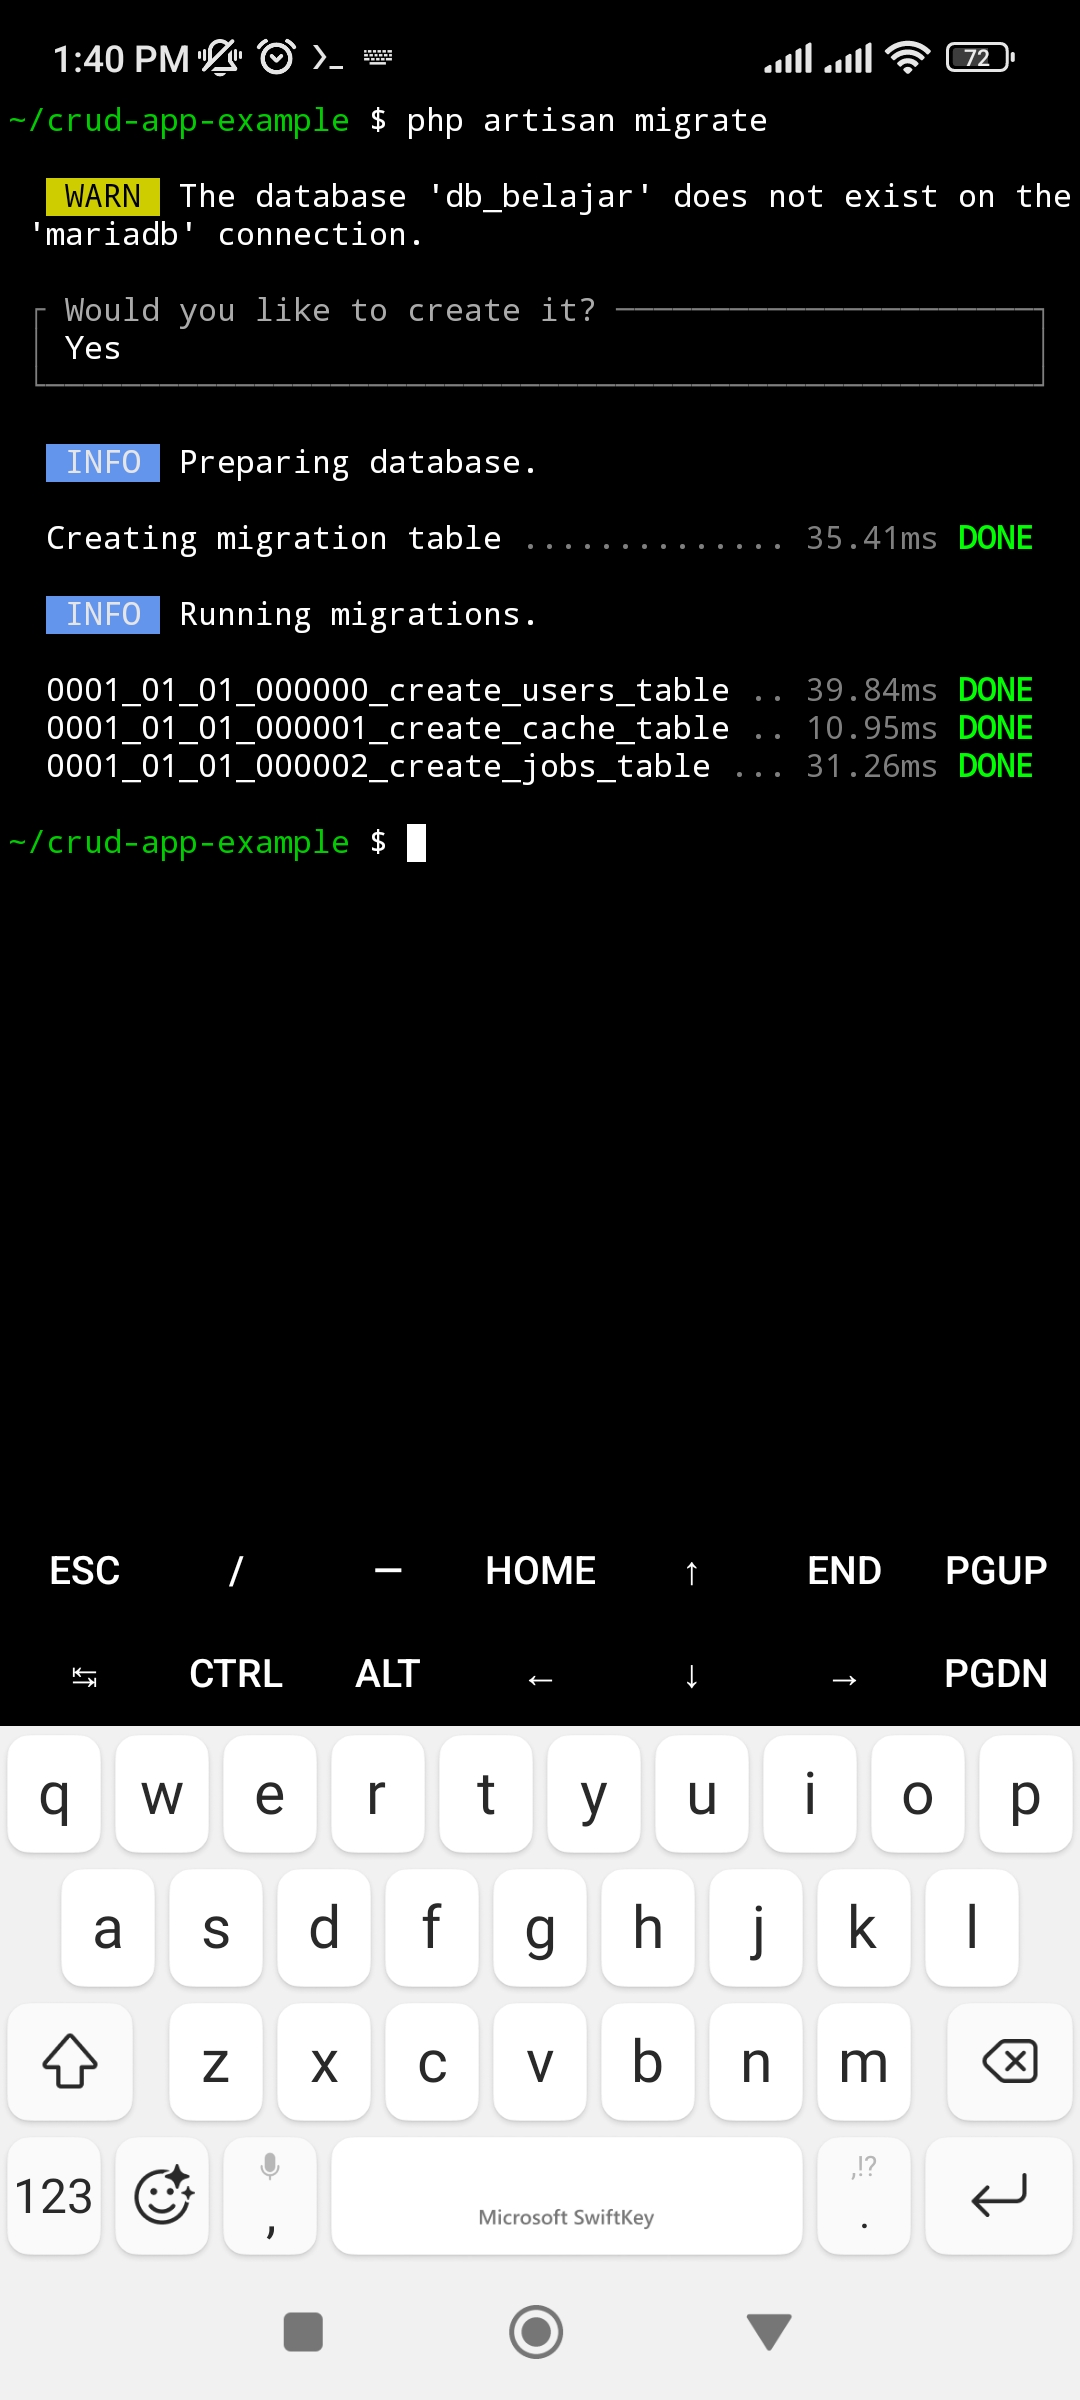 1:40 PM 72
~/crud-app-example $ php artisan migrate
WARN The database 'db_belajar' does not exist on the
'mariadb' connection.
Would you like to create it?
Yes
INFO Preparing database.
Creating migration table .............. 35.41ms DONE
INFO Running migrations.
0001_01_01_000000_create_users_table .. 39.84ms DONE
0001_01_01_000001_create_cache_table .. 10.95ms DONE
0001_01_01_000002_create_jobs_table ... 31.26ms DONE
~/crud-app-example $
ESC / — HOME ↑ END PGUP
↹ CTRL ALT ← ↓ → PGDN
q w e r t y u i o p
a s d f g h j k l
z x c v b n m
,!?
123 , Microsoft SwiftKey .